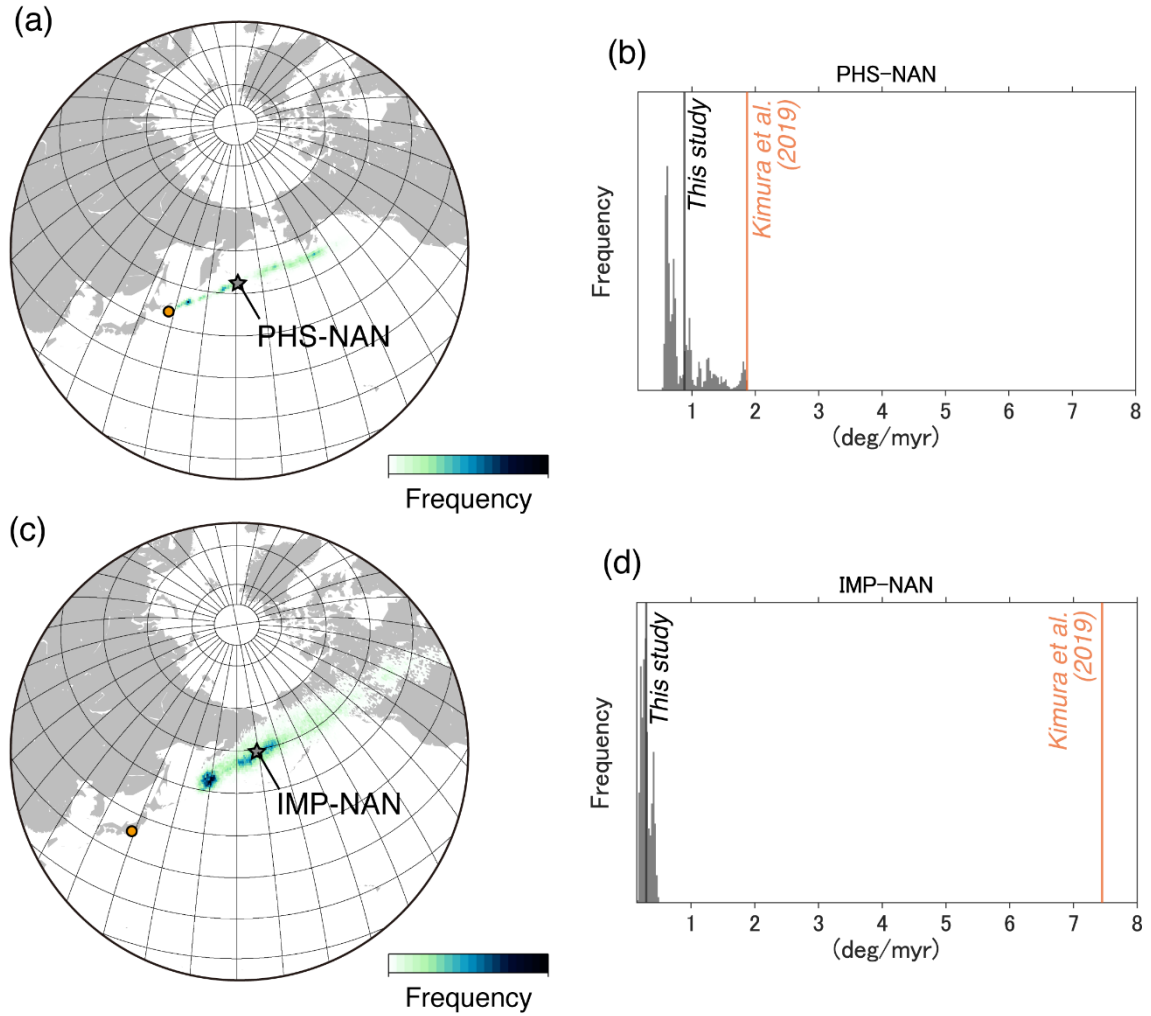 (a)
PHS-NAN
Frequency
(b)
PHS-NAN
Frequency
This study
Kimura et al.
(2019)
1 2 3 4 5 6 7 8
(deg/myr)
(c)
IMP-NAN
Frequency
(d)
IMP-NAN
Frequency
This study
Kimura et al.
(2019)
1 2 3 4 5 6 7 8
(deg/myr)